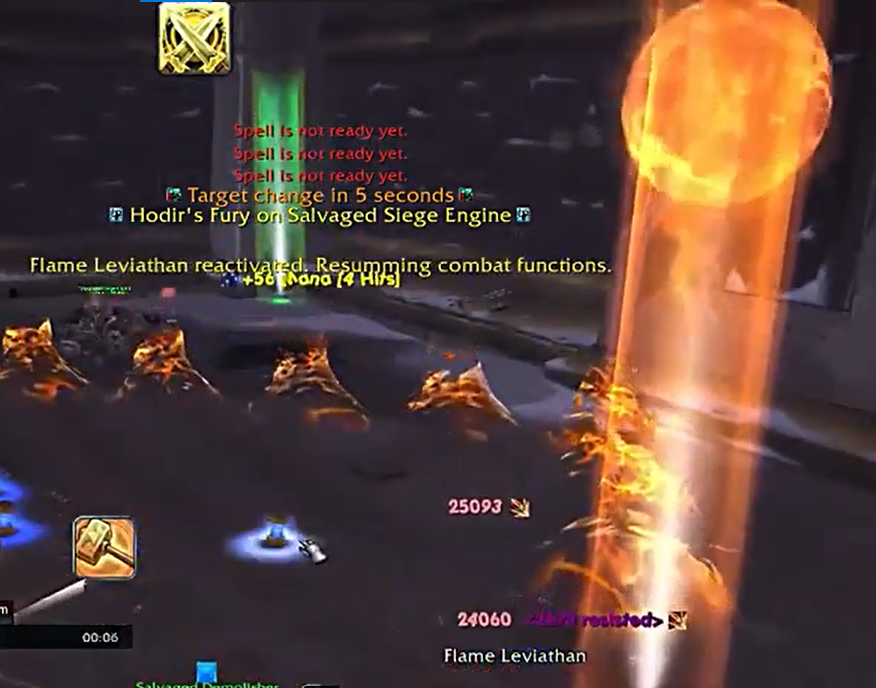 Spell is not ready yet.
Spell is not ready yet.
Spell is not ready yet.
Target change in 5 seconds
Hodir's Fury on Salvaged Siege Engine
Flame Leviathan reactivated. Resumming combat functions.
+56 Mana [4 Hits]
25093
24060 resisted>
00:06
Flame Leviathan
Salvaged Demolisher